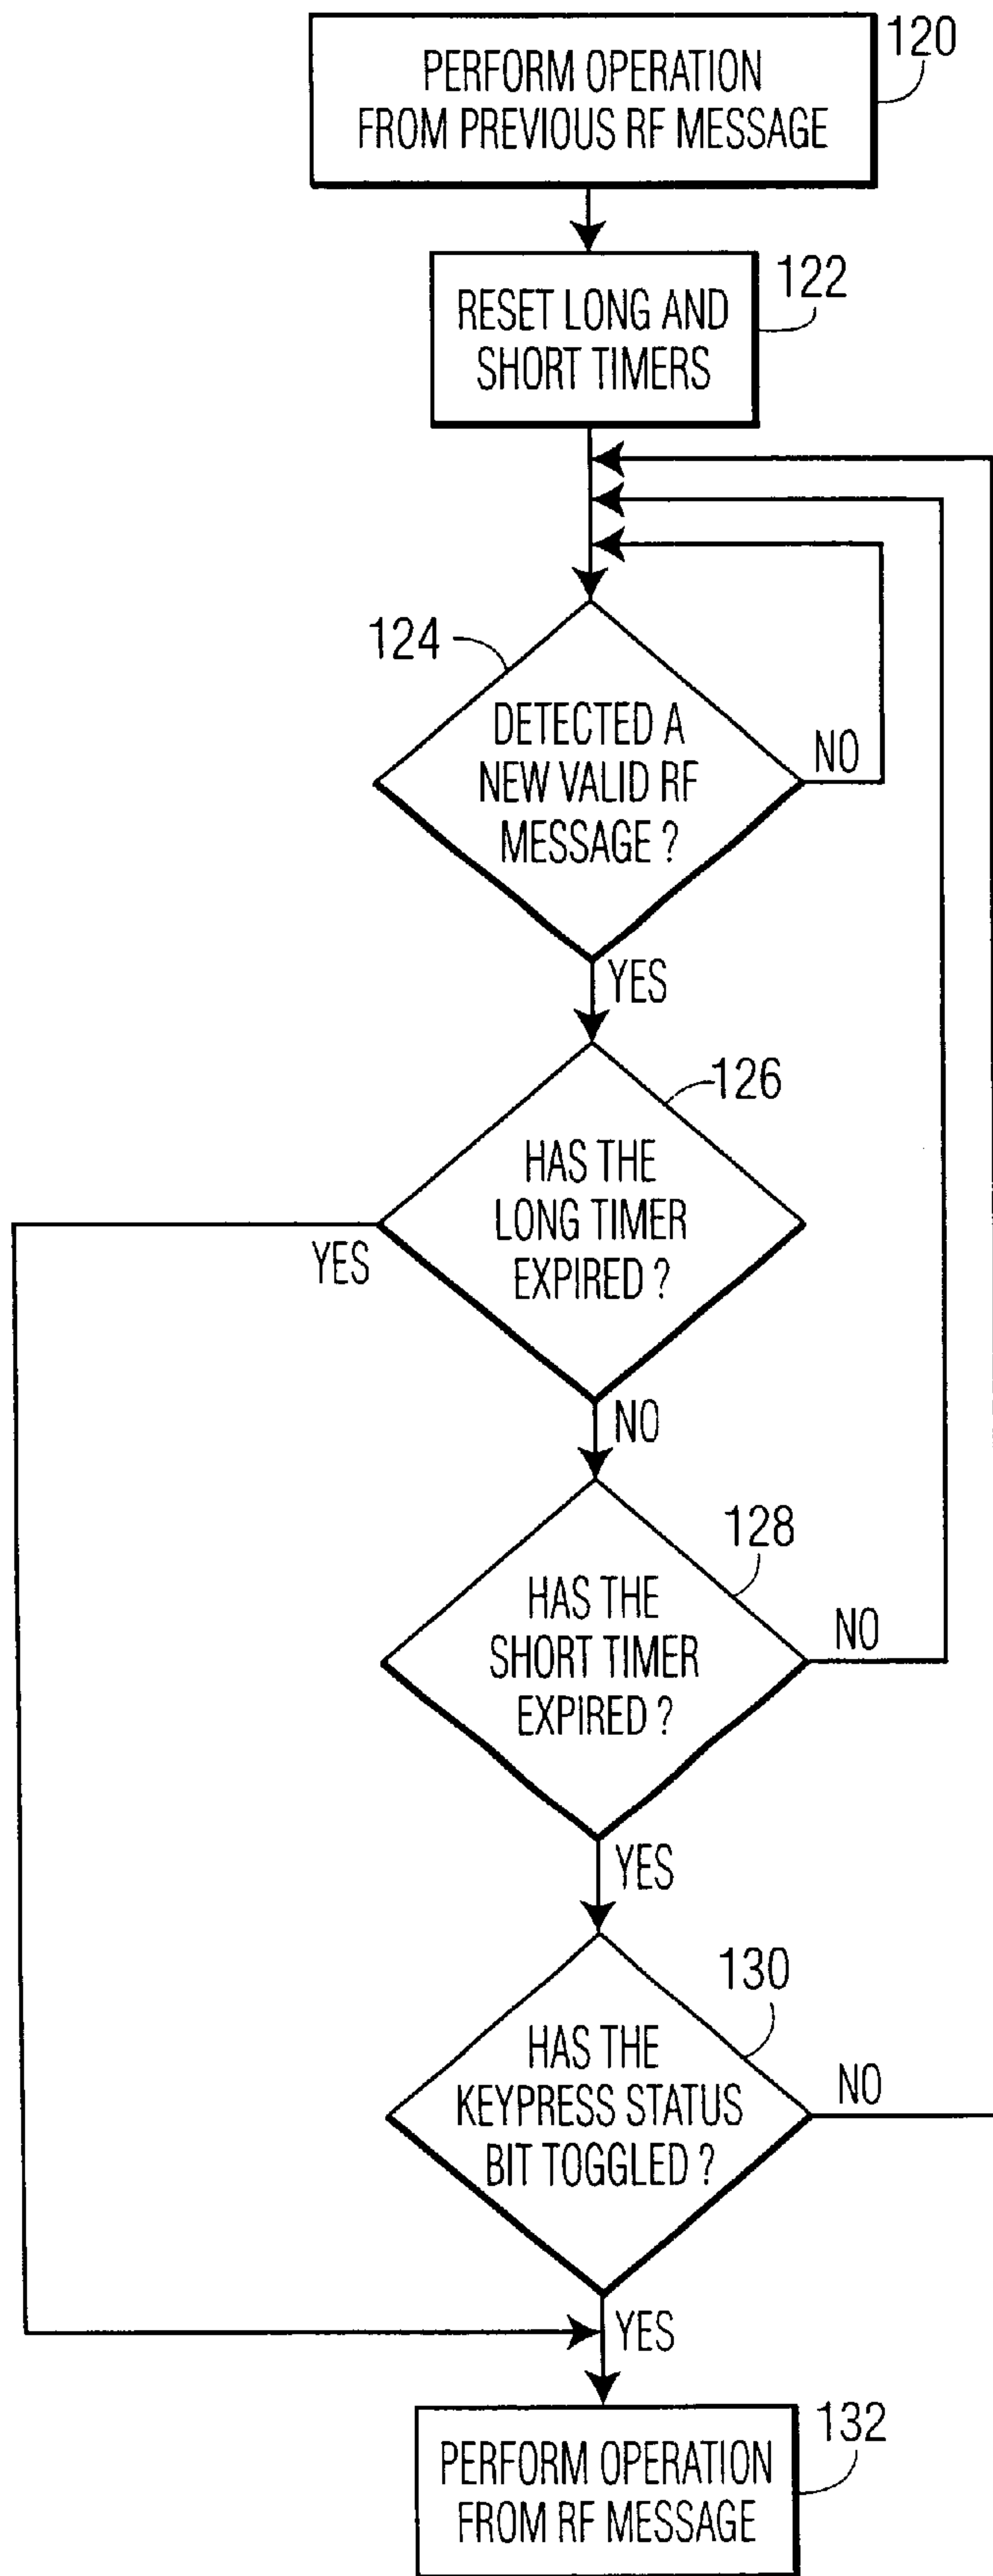 PERFORM OPERATION
FROM PREVIOUS RF MESSAGE
120
RESET LONG AND
SHORT TIMERS
122
124
DETECTED A
NEW VALID RF
MESSAGE ?
NO
YES
126
HAS THE
LONG TIMER
EXPIRED ?
YES
NO
128
HAS THE
SHORT TIMER
EXPIRED ?
NO
YES
130
HAS THE
KEYPRESS STATUS
BIT TOGGLED ?
NO
YES
132
PERFORM OPERATION
FROM RF MESSAGE